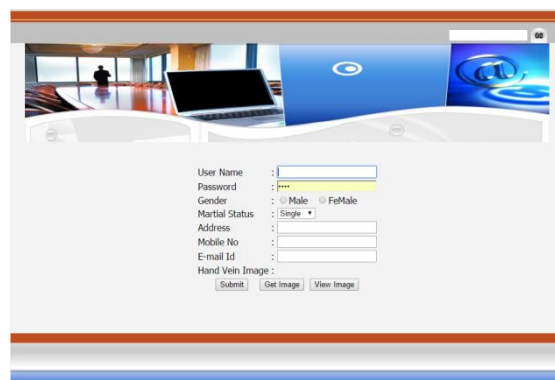 GO
@
User Name :
Password : ••••
Gender : Male FeMale
Martial Status : Single
Address :
Mobile No :
E-mail Id :
Hand Vein Image :
Submit Get Image View Image